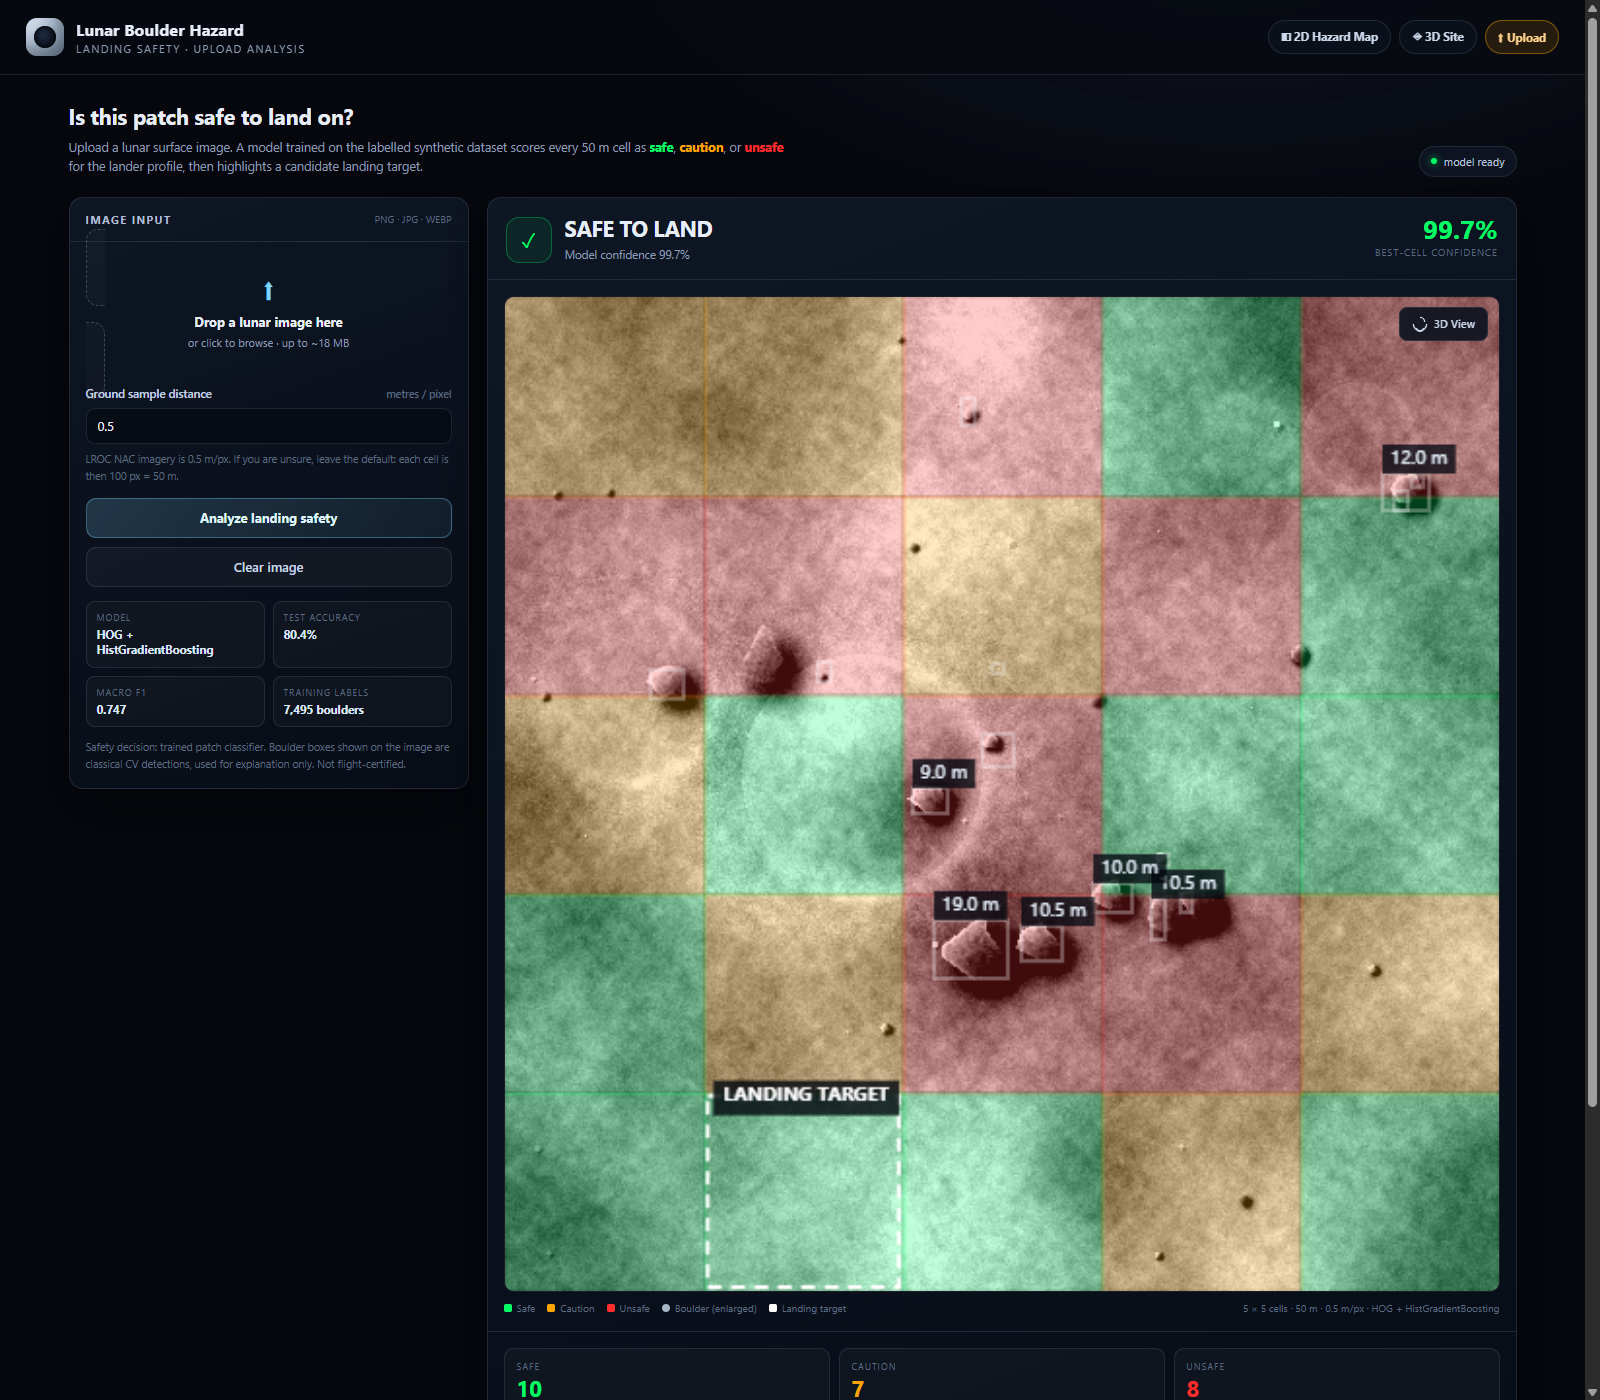 Lunar Boulder Hazard
LANDING SAFETY · UPLOAD ANALYSIS
2D Hazard Map
3D Site
Upload
Is this patch safe to land on?
Upload a lunar surface image. A model trained on the labelled synthetic dataset scores every 50 m cell as safe, caution, or unsafe
for the lander profile, then highlights a candidate landing target.
model ready
IMAGE INPUT
PNG · JPG · WEBP
Drop a lunar image here
or click to browse · up to ~18 MB
Ground sample distance
metres / pixel
0.5
LROC NAC imagery is 0.5 m/px. If you are unsure, leave the default: each cell is
then 100 px = 50 m.
Analyze landing safety
Clear image
MODEL
HOG +
HistGradientBoosting
TEST ACCURACY
80.4%
MACRO F1
0.747
TRAINING LABELS
7,495 boulders
Safety decision: trained patch classifier. Boulder boxes shown on the image are
classical CV detections, used for explanation only. Not flight-certified.
SAFE TO LAND
Model confidence 99.7%
99.7%
BEST-CELL CONFIDENCE
3D View
12.0 m
9.0 m
10.0 m
10.5 m
19.0 m
10.5 m
LANDING TARGET
Safe
Caution
Unsafe
Boulder (enlarged)
Landing target
5 × 5 cells · 50 m · 0.5 m/px · HOG + HistGradientBoosting
SAFE
10
CAUTION
7
UNSAFE
8